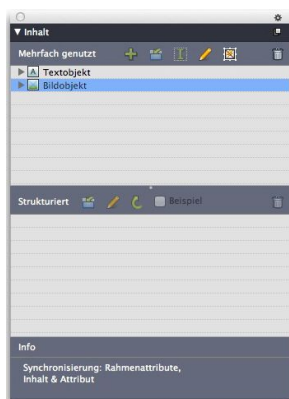 Inhalt
Mehrfach genutzt
Textobjekt
Bildobjekt
Strukturiert Beispiel
Info
Synchronisierung: Rahmenattribute,
Inhalt & Attribut